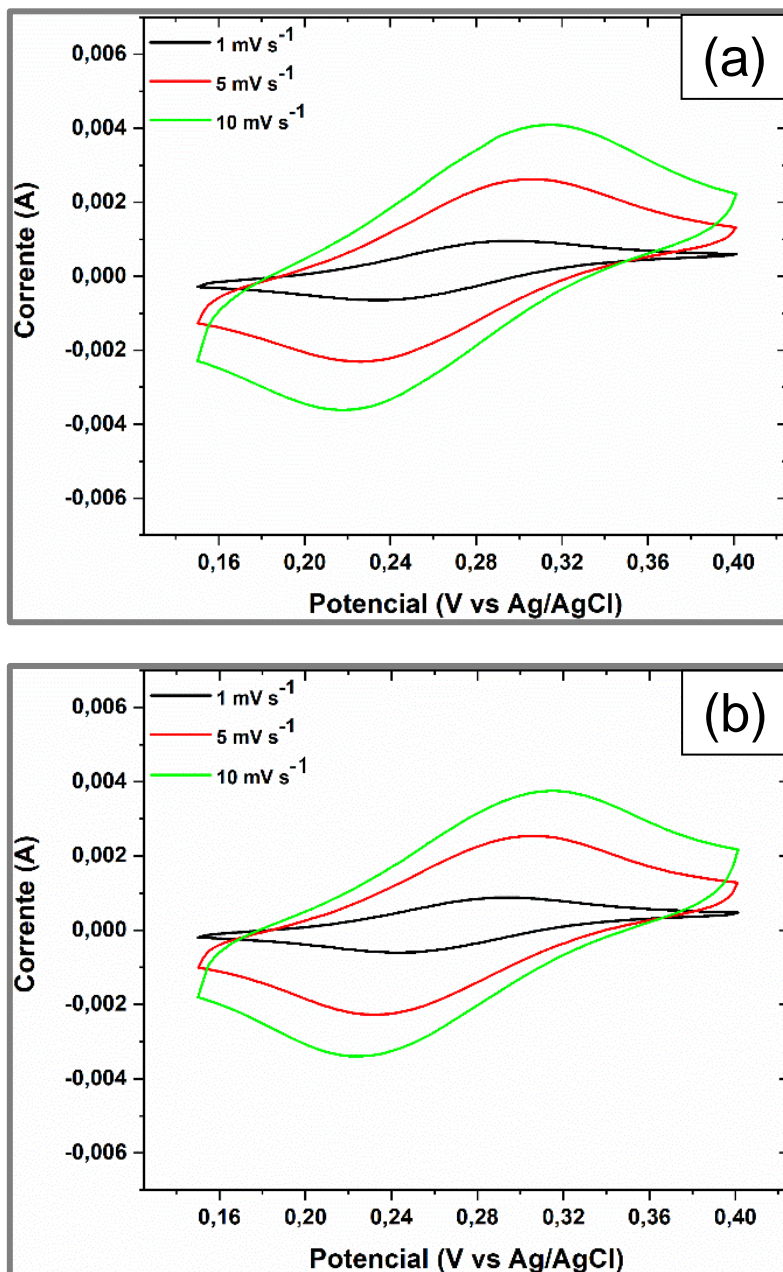 (a)
1 mV s⁻¹
5 mV s⁻¹
10 mV s⁻¹
0,006
0,004
0,002
0,000
-0,002
-0,004
-0,006
Corrente (A)
0,16 0,20 0,24 0,28 0,32 0,36 0,40
Potencial (V vs Ag/AgCl)
(b)
1 mV s⁻¹
5 mV s⁻¹
10 mV s⁻¹
0,006
0,004
0,002
0,000
-0,002
-0,004
-0,006
Corrente (A)
0,16 0,20 0,24 0,28 0,32 0,36 0,40
Potencial (V vs Ag/AgCl)